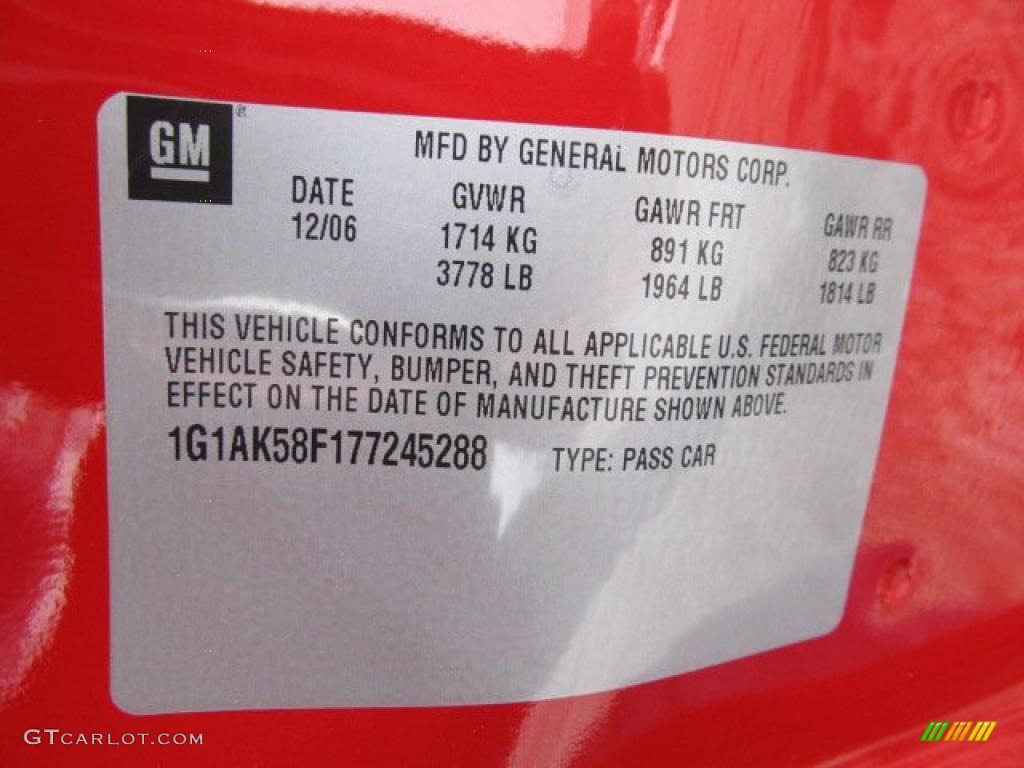 GM
MFD BY GENERAL MOTORS CORP.
DATE GVWR GAWR FRT GAWR RR
12/06 1714 KG 891 KG 823 KG
3778 LB 1964 LB 1814 LB
THIS VEHICLE CONFORMS TO ALL APPLICABLE U.S. FEDERAL MOTOR
VEHICLE SAFETY, BUMPER, AND THEFT PREVENTION STANDARDS IN
EFFECT ON THE DATE OF MANUFACTURE SHOWN ABOVE.
1G1AK58F177245288 TYPE: PASS CAR
GTCARLOT.COM